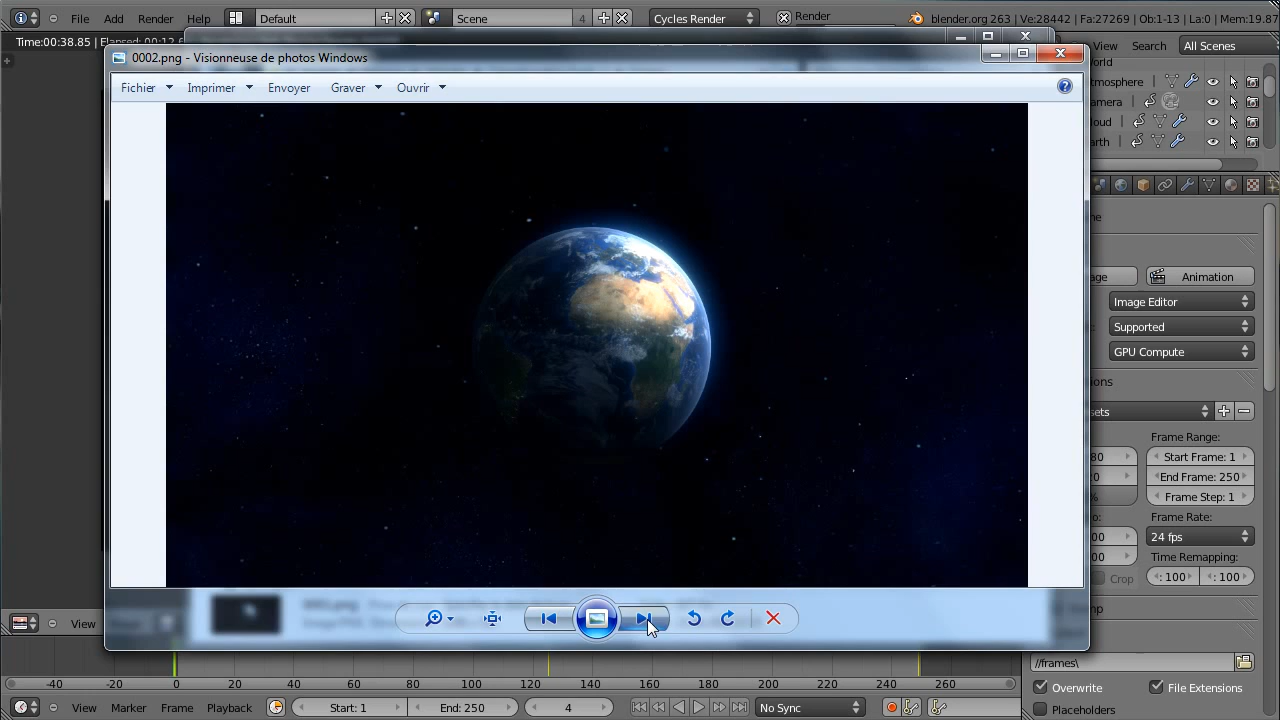 File Add Render Help Default Scene 4 Cycles Render Render blender.org 263 | Ve:28442 | Fa:27269 | Ob:1-13 | La:0 | Mem:19.87
Time:00:38.85 | Elapsed:
View Search All Scenes
0002.png - Visionneuse de photos Windows
Fichier Imprimer Envoyer Graver Ouvrir
Animation
Image Editor
Supported
GPU Compute
Frame Range:
Start Frame: 1
End Frame: 250
Frame Step: 1
Frame Rate:
24 fps
Time Remapping:
Crop : 100 : 100
View
//frames\
Overwrite File Extensions
Placeholders
-40 -20 0 20 40 60 80 100 120 140 160 180 200 220 240 260
View Marker Frame Playback Start: 1 End: 250 4 No Sync